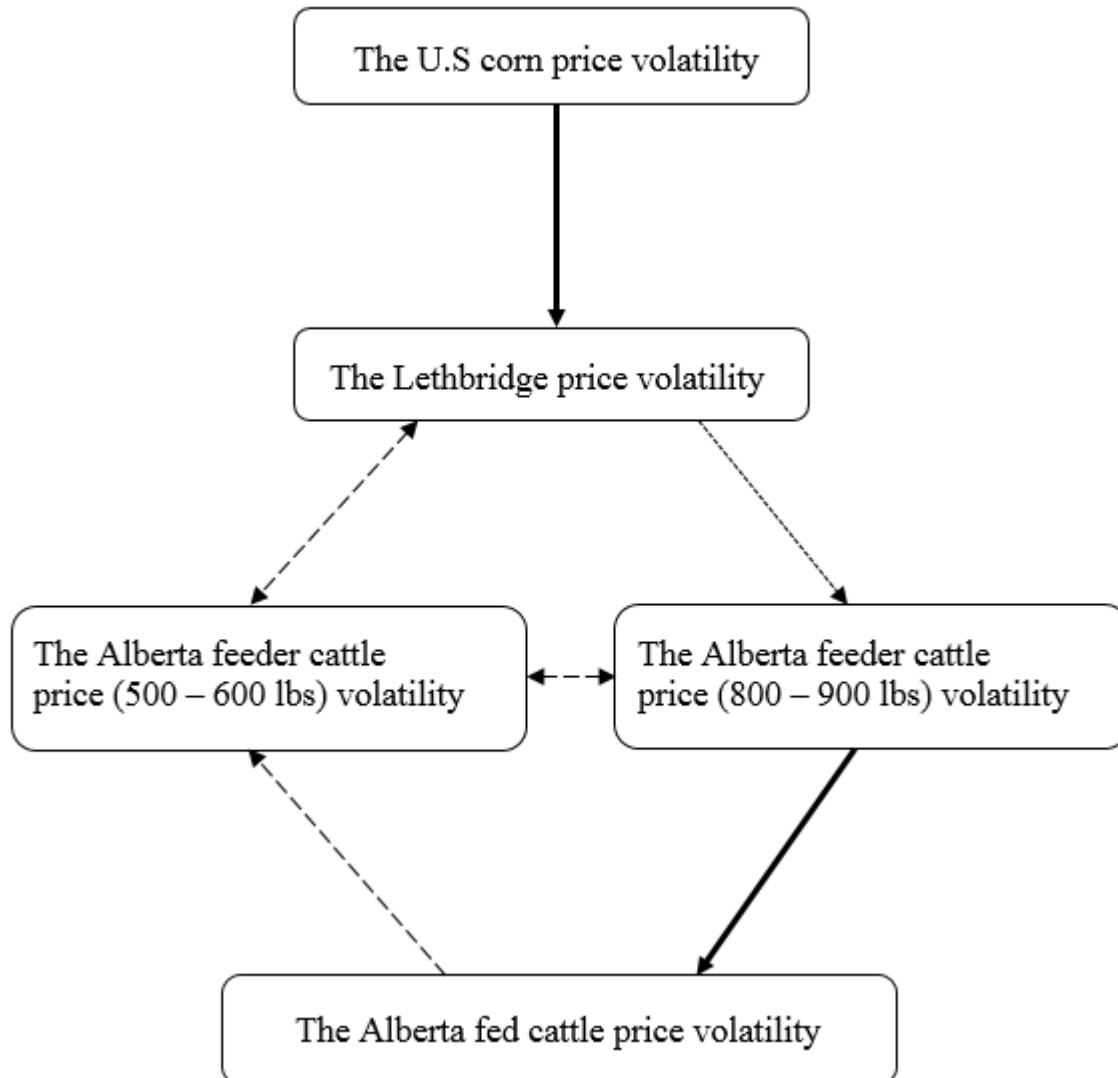 The U.S corn price volatility
The Lethbridge price volatility
The Alberta feeder cattle
price (500 – 600 lbs) volatility
The Alberta feeder cattle
price (800 – 900 lbs) volatility
The Alberta fed cattle price volatility